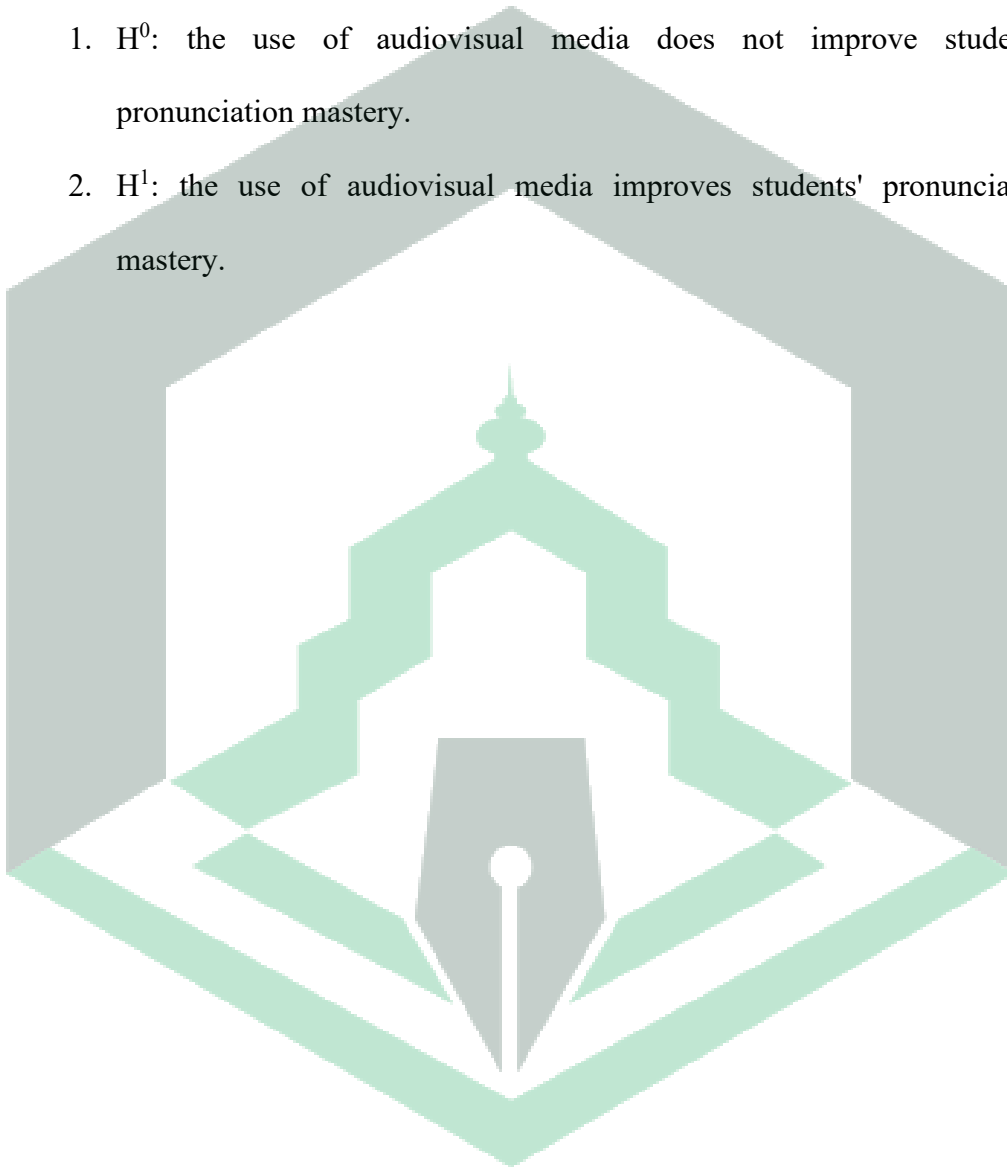 1. H⁰: the use of audiovisual media does not improve stude
pronunciation mastery.
2. H¹: the use of audiovisual media improves students' pronuncia
mastery.